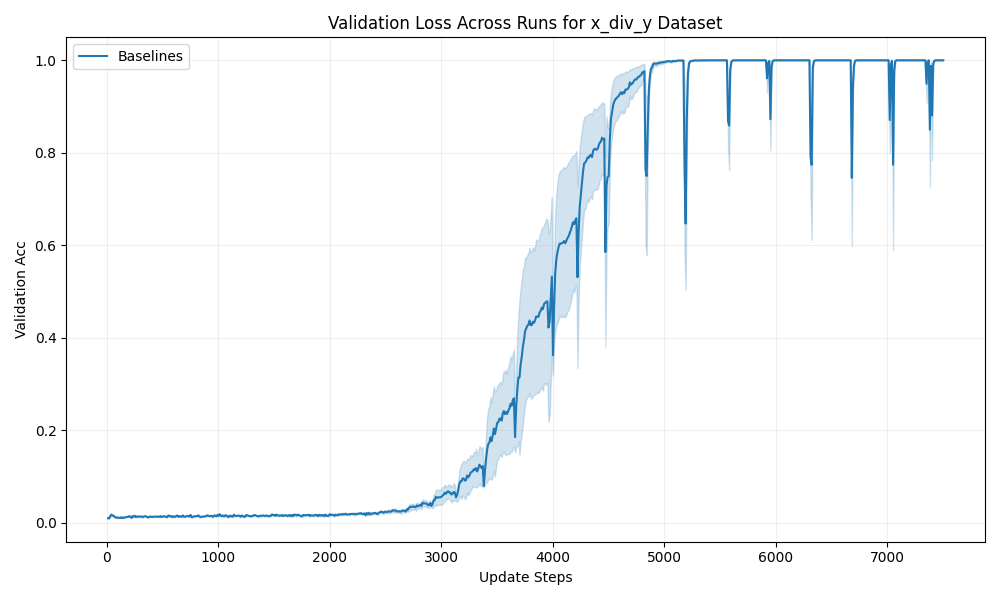 Validation Loss Across Runs for x_div_y Dataset
Baselines
Validation Acc
1.0
0.8
0.6
0.4
0.2
0.0
0 1000 2000 3000 4000 5000 6000 7000
Update Steps